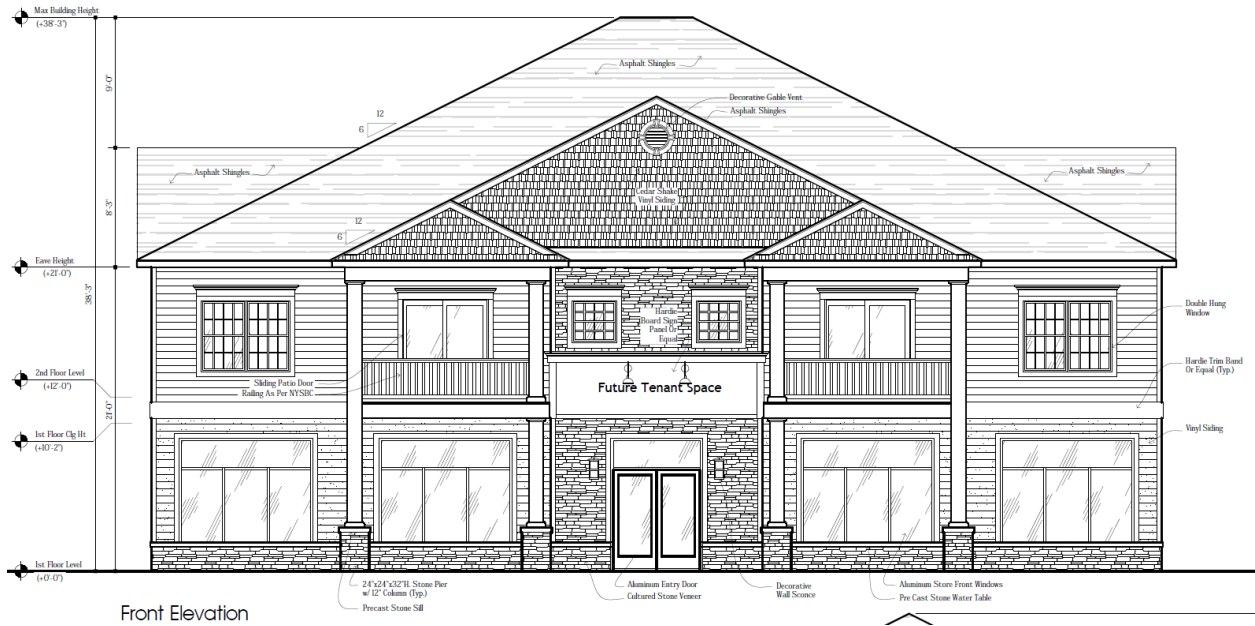 Max Building Height
(+38'-3")
Asphalt Shingles
9'-0"
Decorative Gable Vent
Asphalt Shingles
12
6
Asphalt Shingles
Asphalt Shingles
Cedar Shake
Vinyl Siding
8'-3"
12
6
Eave Height
(+21'-0")
38'-3"
Hardie
Board Sign
Panel Or
Equal
Double Hung
Window
2nd Floor Level
(+12'-0")
Sliding Patio Door
Railing As Per NYSBC
Future Tenant Space
Hardie Trim Band
Or Equal (Typ.)
21'-0"
1st Floor Clg Ht
(+10'-2")
Vinyl Siding
1st Floor Level
(+0'-0")
24"x24"x32"H. Stone Pier
w/ 12" Column (Typ.)
Precast Stone Sill
Aluminum Entry Door
Cultured Stone Veneer
Decorative
Wall Sconce
Aluminum Store Front Windows
Pre Cast Stone Water Table
Front Elevation